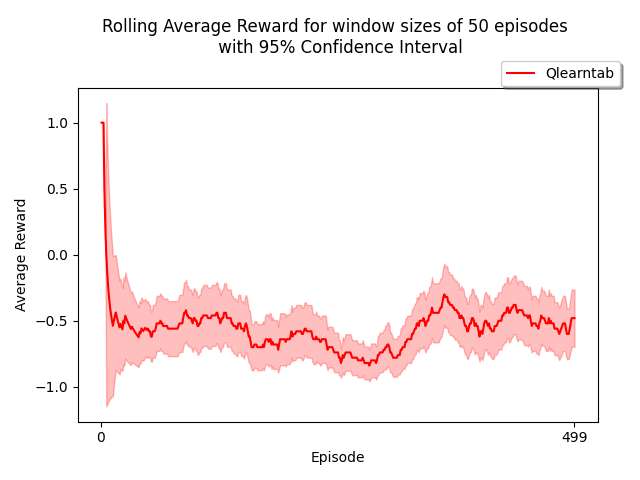 Rolling Average Reward for window sizes of 50 episodes
with 95% Confidence Interval
Qlearntab
1.0
0.5
0.0
−0.5
−1.0
Average Reward
0
499
Episode